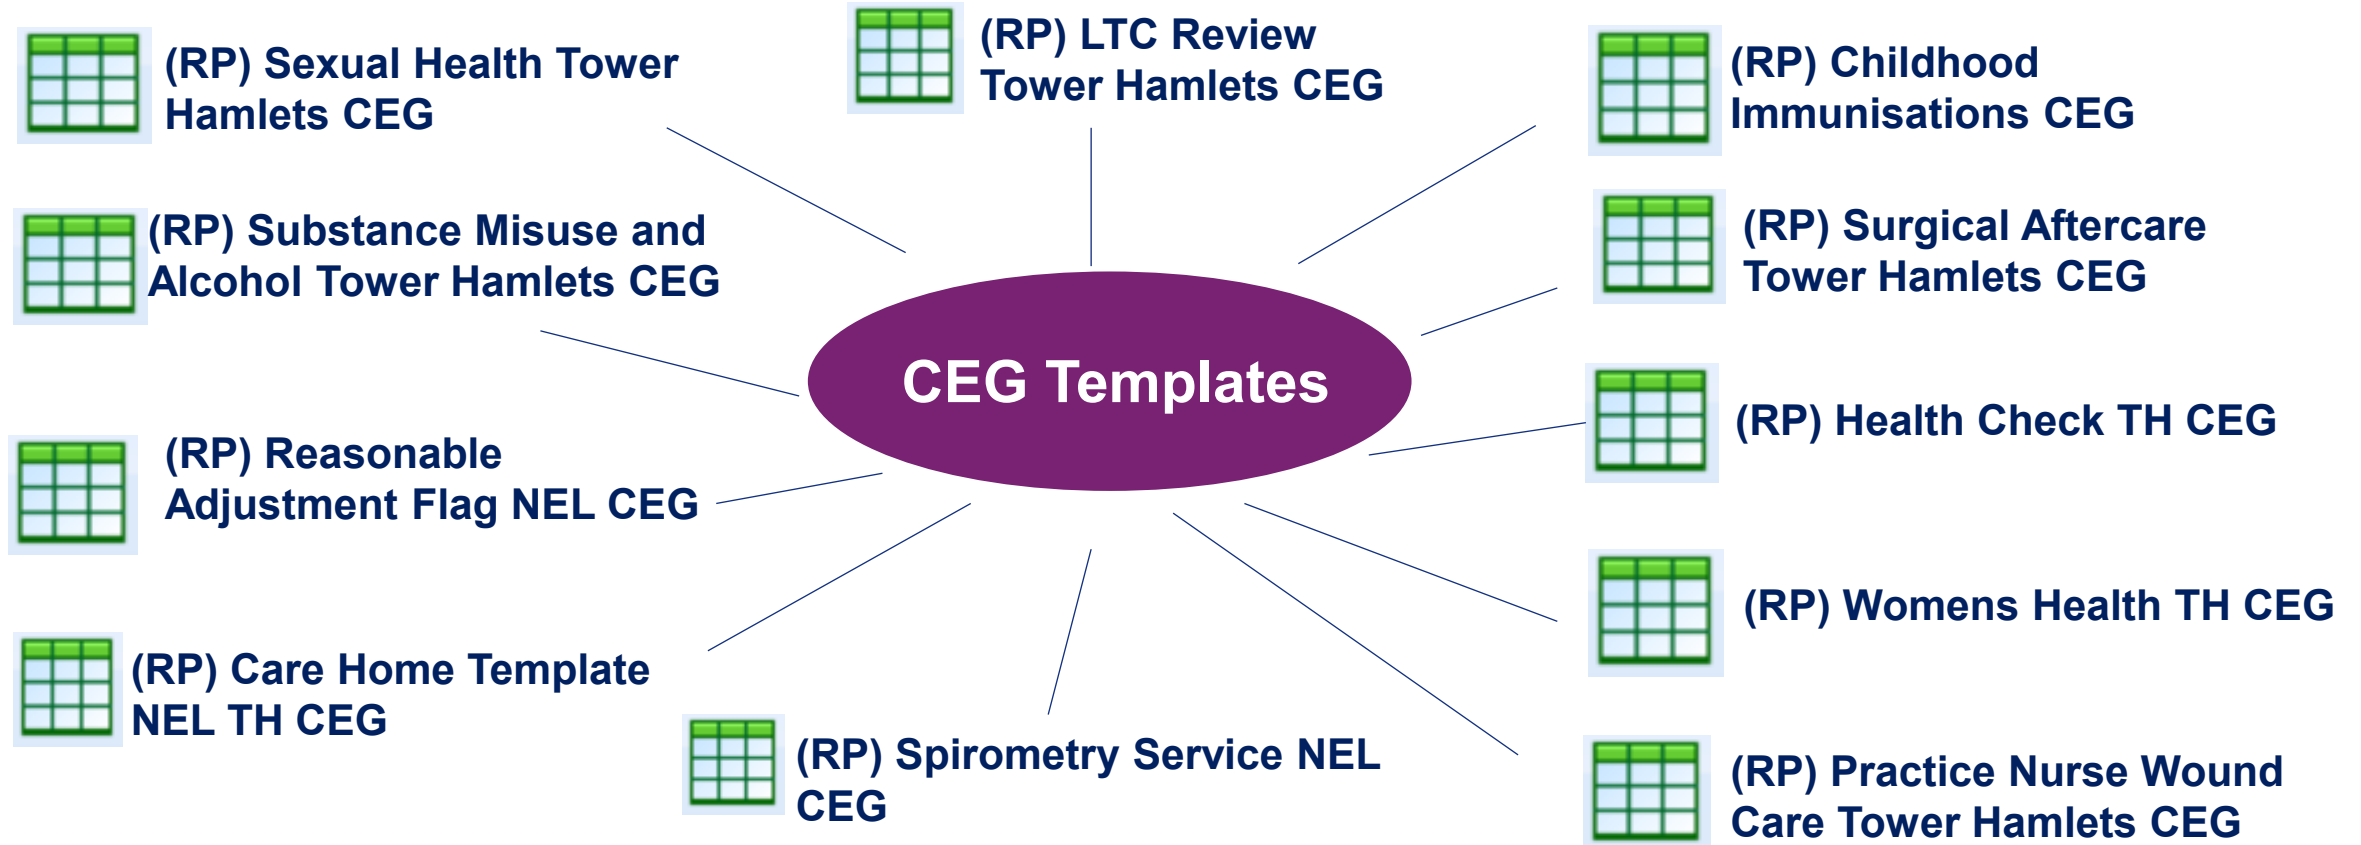 (RP) Sexual Health Tower
Hamlets CEG
(RP) LTC Review
Tower Hamlets CEG
(RP) Childhood
Immunisations CEG
(RP) Substance Misuse and
Alcohol Tower Hamlets CEG
(RP) Surgical Aftercare
Tower Hamlets CEG
CEG Templates
(RP) Health Check TH CEG
(RP) Reasonable
Adjustment Flag NEL CEG
(RP) Womens Health TH CEG
(RP) Care Home Template
NEL TH CEG
(RP) Spirometry Service NEL
CEG
(RP) Practice Nurse Wound
Care Tower Hamlets CEG